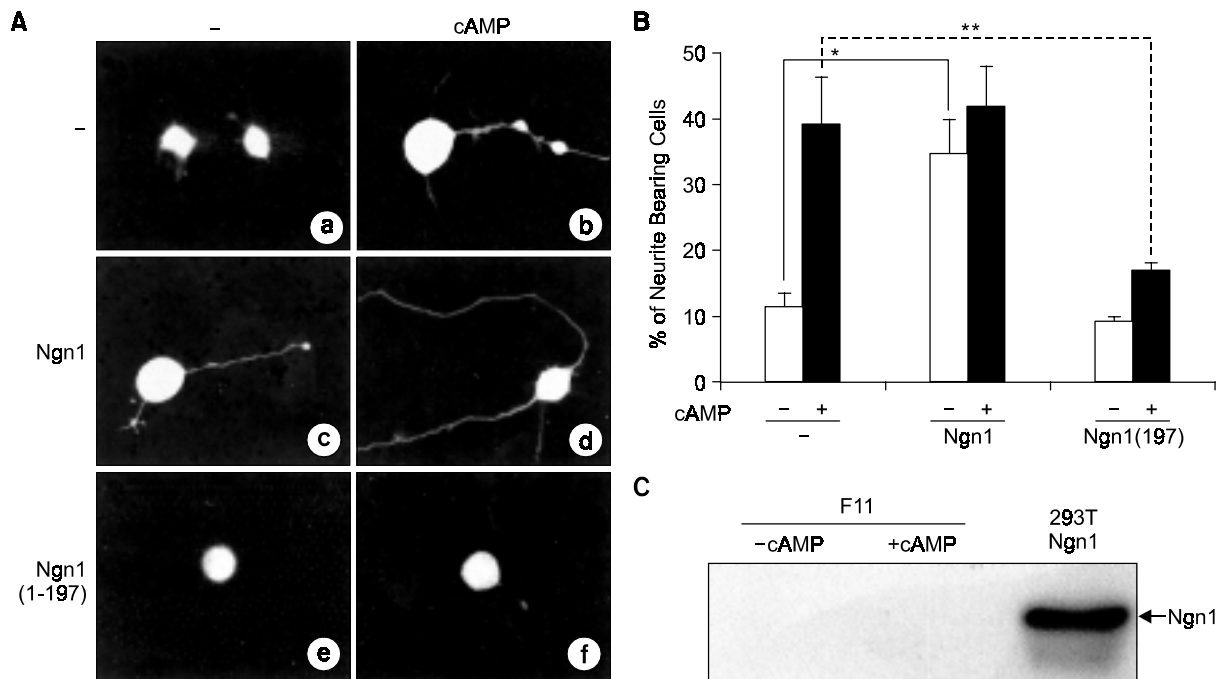 A
–
cAMP
–
a
b
Ngn1
c
d
Ngn1
(1-197)
e
f
B
% of Neurite Bearing Cells
50
40
30
20
10
0
*
**
cAMP – + – + – +
– Ngn1 Ngn1(197)
C
F11
–cAMP +cAMP
293T
Ngn1
Ngn1